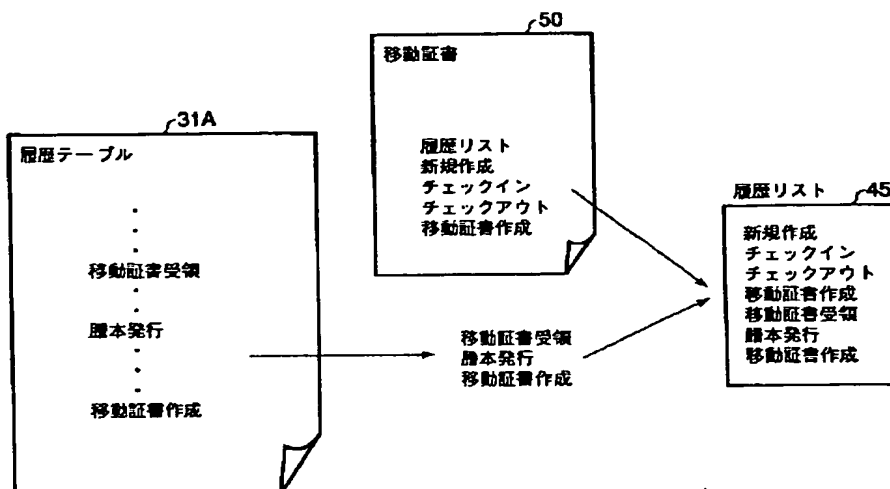 50
移動証書
履歴リスト
新規作成
チェックイン
チェックアウト
移動証書作成
31A
履歴テーブル
移動証書受領
謄本発行
移動証書作成
移動証書受領
謄本発行
移動証書作成
履歴リスト
45
新規作成
チェックイン
チェックアウト
移動証書作成
移動証書受領
謄本発行
移動証書作成